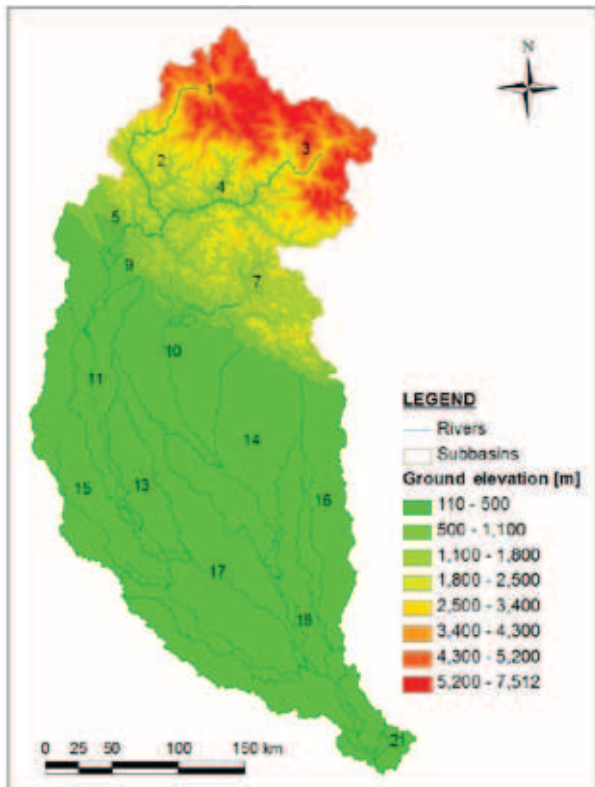 N
1
3
2
4
5
9
7
10
11
14
15
13
16
17
18
21
LEGEND
Rivers
Subbasins
Ground elevation [m]
110 - 500
500 - 1,100
1,100 - 1,800
1,800 - 2,500
2,500 - 3,400
3,400 - 4,300
4,300 - 5,200
5,200 - 7,512
0 25 50 100 150 km